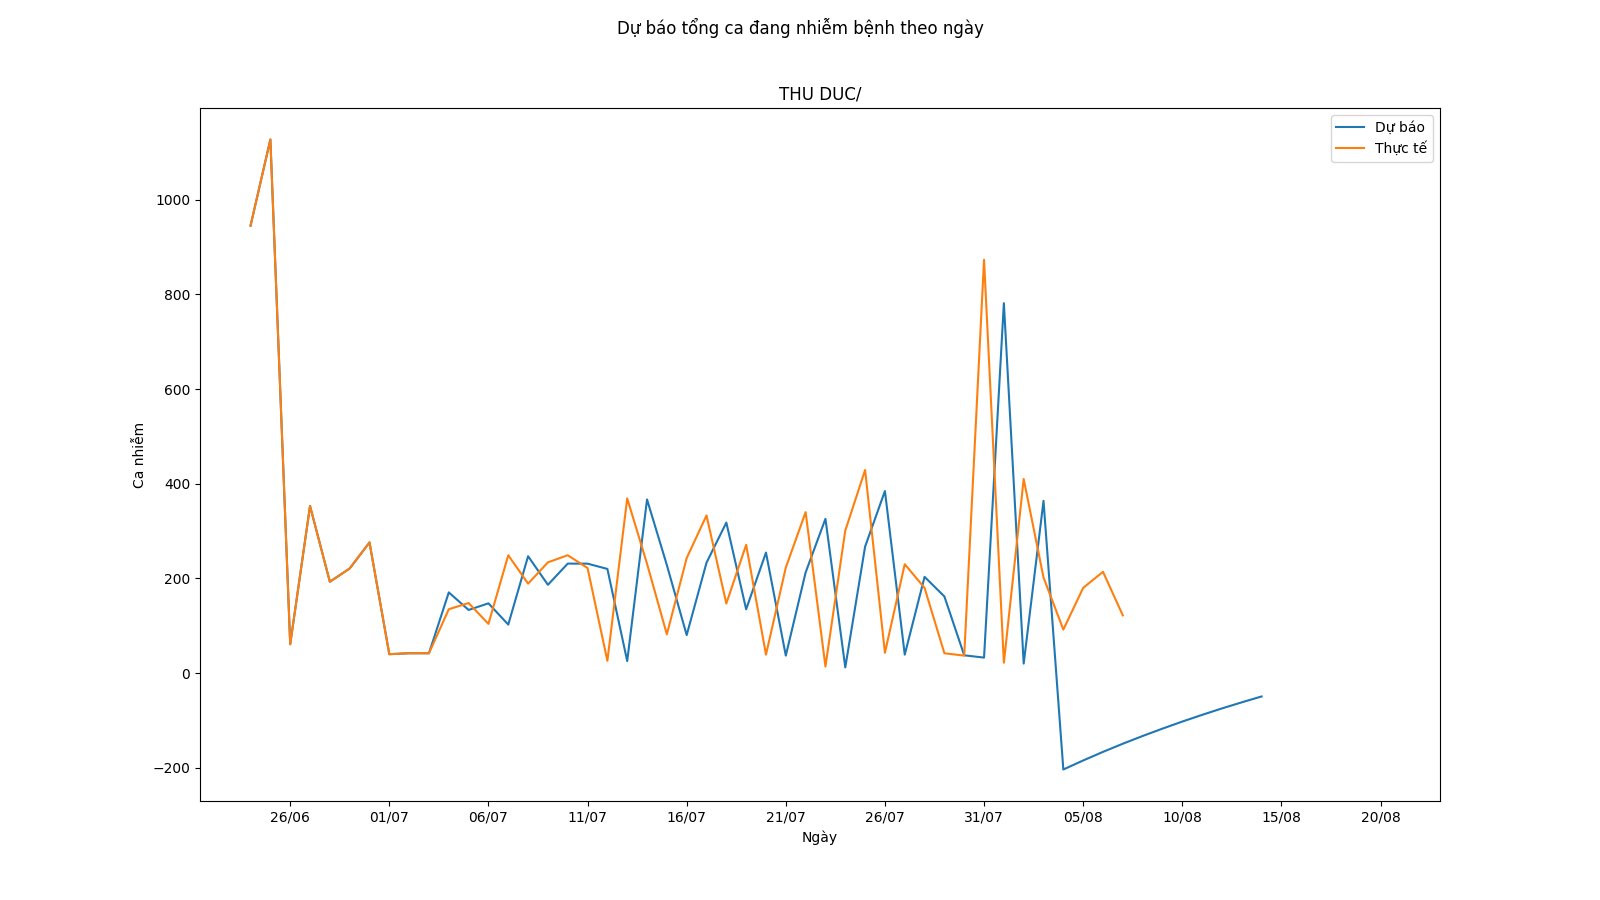 Dự báo tổng ca đang nhiễm bệnh theo ngày
THU DUC/
Dự báo
Thực tế
1000
800
600
400
200
0
−200
Ca nhiễm
26/06 01/07 06/07 11/07 16/07 21/07 26/07 31/07 05/08 10/08 15/08 20/08
Ngày